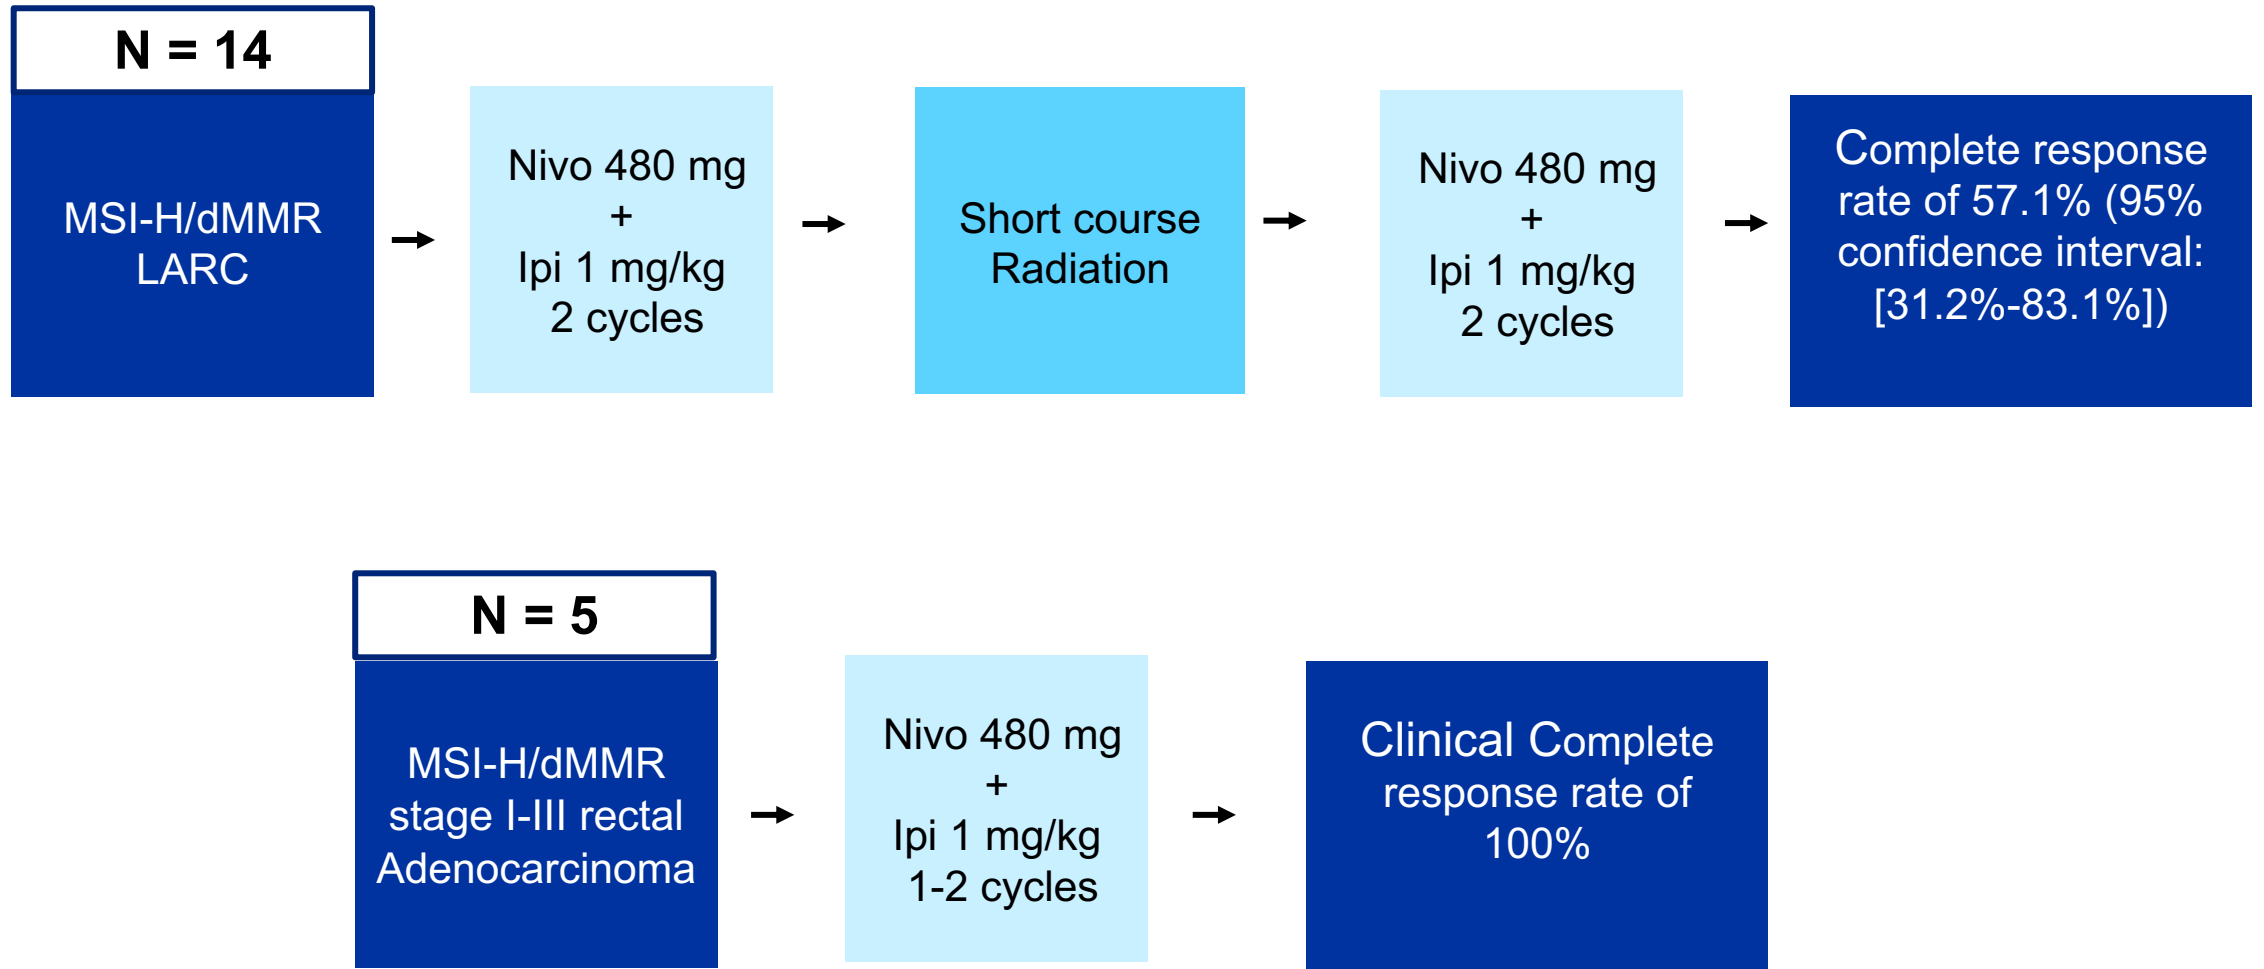 N = 14
MSI-H/dMMR
LARC
Nivo 480 mg
+
Ipi 1 mg/kg
2 cycles
Short course
Radiation
Nivo 480 mg
+
Ipi 1 mg/kg
2 cycles
Complete response
rate of 57.1% (95%
confidence interval:
[31.2%-83.1%])
N = 5
MSI-H/dMMR
stage I-III rectal
Adenocarcinoma
Nivo 480 mg
+
Ipi 1 mg/kg
1-2 cycles
Clinical Complete
response rate of
100%